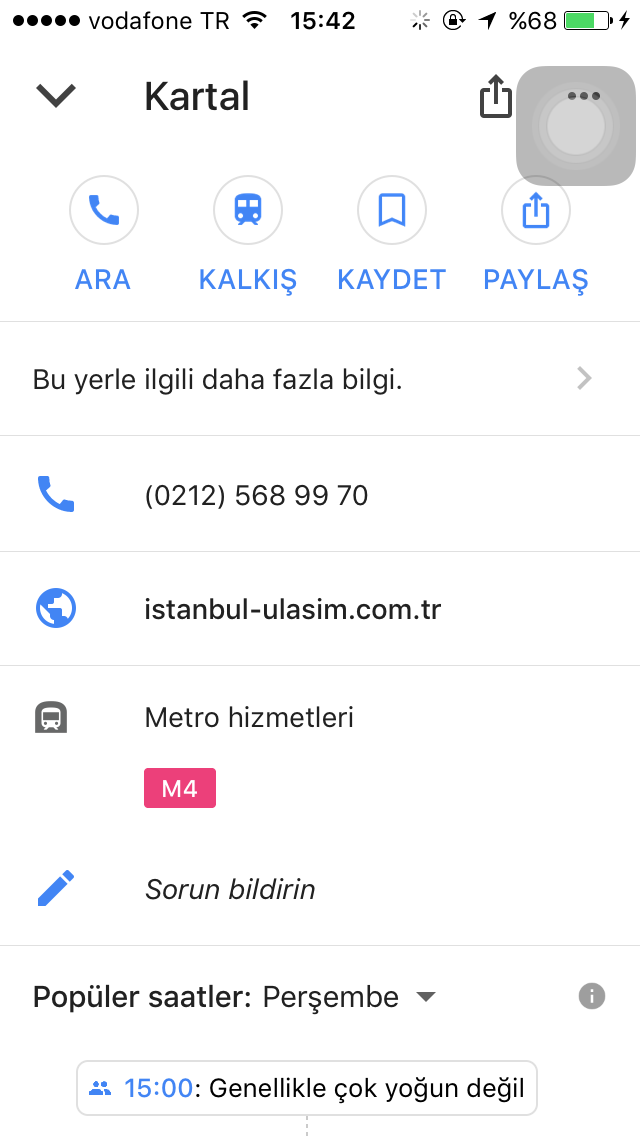 vodafone TR 15:42 %68
Kartal
ARA KALKIŞ KAYDET PAYLAŞ
Bu yerle ilgili daha fazla bilgi.
(0212) 568 99 70
istanbul-ulasim.com.tr
Metro hizmetleri
M4
Sorun bildirin
Popüler saatler: Perşembe
15:00: Genellikle çok yoğun değil